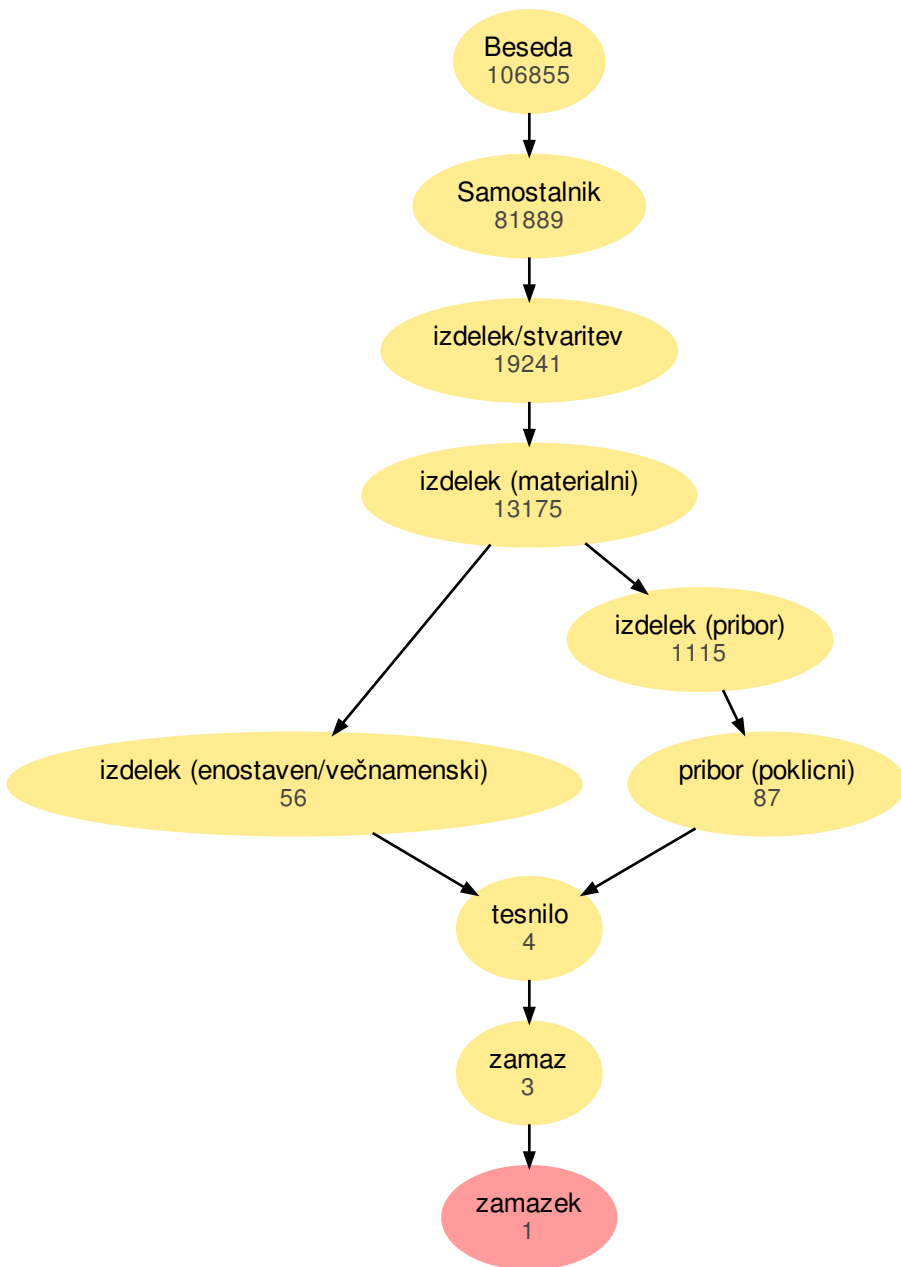 Beseda
106855
Samostalnik
81889
izdelek/stvaritev
19241
izdelek (materialni)
13175
izdelek (pribor)
1115
izdelek (enostaven/večnamenski)
56
pribor (poklicni)
87
tesnilo
4
zamaz
3
zamazek
1